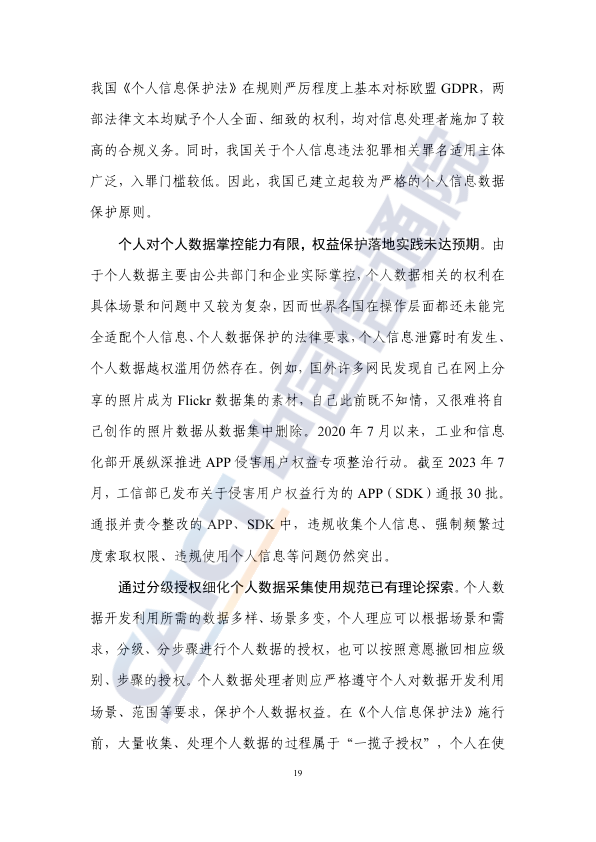 我国《个人信息保护法》在规则严厉程度上基本对标欧盟 GDPR，两
部法律文本均赋予个人全面、细致的权利，均对信息处理者施加了较
高的合规义务。同时，我国关于个人信息违法犯罪相关罪名适用主体
广泛，入罪门槛较低。因此，我国已建立起较为严格的个人信息数据
保护原则。
个人对个人数据掌控能力有限，权益保护落地实践未达预期。由
于个人数据主要由公共部门和企业实际掌控，个人数据相关的权利在
具体场景和问题中又较为复杂，因而世界各国在操作层面都还未能完
全适配个人信息、个人数据保护的法律要求，个人信息泄露时有发生、
个人数据越权滥用仍然存在。例如，国外许多网民发现自己在网上分
享的照片成为 Flickr 数据集的素材，自己此前既不知情，又很难将自
己创作的照片数据从数据集中删除。2020 年 7 月以来，工业和信息
化部开展纵深推进 APP 侵害用户权益专项整治行动。截至 2023 年 7
月，工信部已发布关于侵害用户权益行为的 APP（SDK）通报 30 批。
通报并责令整改的 APP、SDK 中，违规收集个人信息、强制频繁过
度索取权限、违规使用个人信息等问题仍然突出。
通过分级授权细化个人数据采集使用规范已有理论探索。个人数
据开发利用所需的数据多样、场景多变，个人理应可以根据场景和需
求，分级、分步骤进行个人数据的授权，也可以按照意愿撤回相应级
别、步骤的授权。个人数据处理者则应严格遵守个人对数据开发利用
场景、范围等要求，保护个人数据权益。在《个人信息保护法》施行
前，大量收集、处理个人数据的过程属于“一揽子授权”，个人在使
19
CAICT 中国信通院